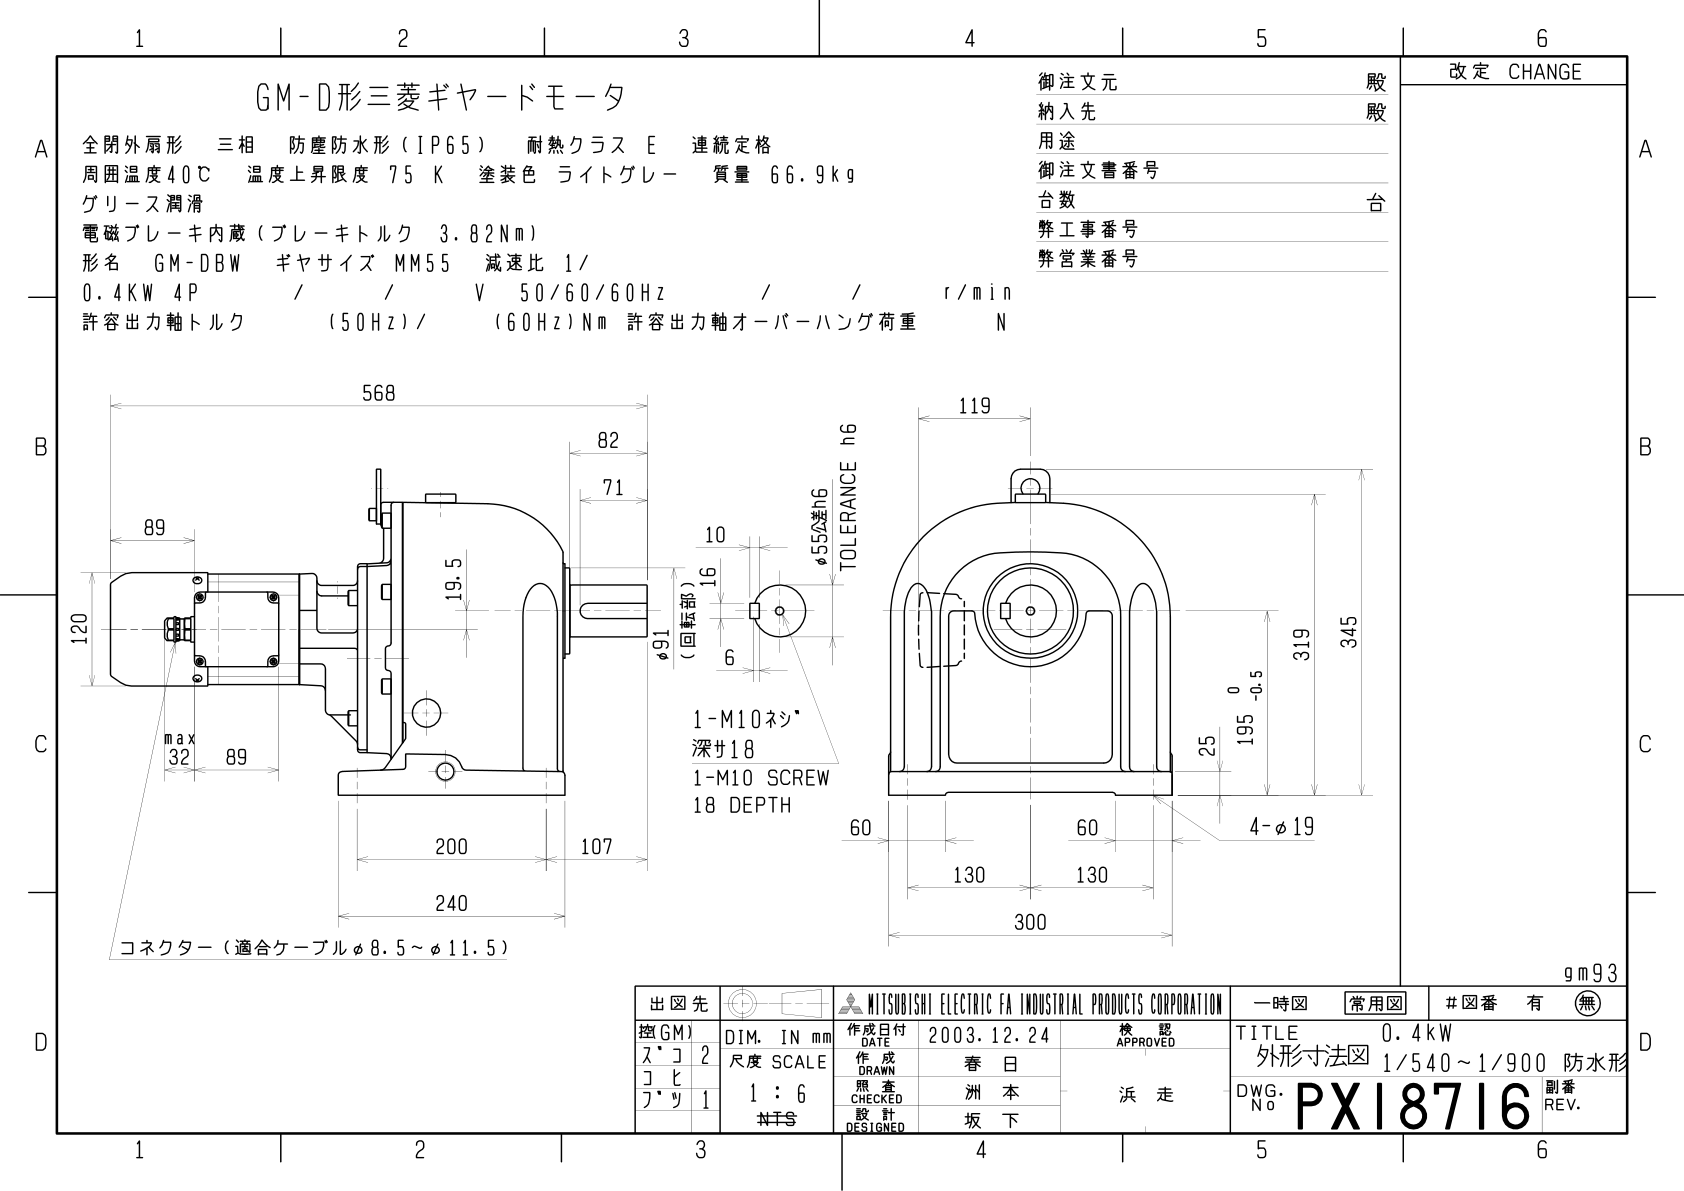 1 2 3 4 5 6
A
B
C
D
A
B
C
D
改定 CHANGE
GM-D形三菱ギヤードモータ
全閉外扇形 三相 防塵防水形(IP65) 耐熱クラス E 連続定格
周囲温度40℃ 温度上昇限度 75 K 塗装色 ライトグレー 質量 66.9kg
グリース潤滑
電磁ブレーキ内蔵(ブレーキトルク 3.82Nm)
形名 GM-DBW ギヤサイズ MM55 減速比 1/
0.4KW 4P / / V 50/60/60Hz / / r/min
許容出力軸トルク (50Hz)/ (60Hz)Nm 許容出力軸オーバーハング荷重 N
御注文元 殿
納入先 殿
用途
御注文書番号
台数 台
弊工事番号
弊営業番号
568
82
71
89
120
19.5
max
32
89
φ91
(回転部)
200
107
240
コネクター(適合ケーブルφ8.5~φ11.5)
10
16
6
φ55公差h6
TOLERANCE h6
1-M10ネジ
深サ18
1-M10 SCREW
18 DEPTH
119
345
319
195 0 -0.5
25
60
60
4-φ19
130
130
300
gm93
出図先
控(GM)
ズコ 2
コピ
ブツ 1
DIM. IN mm
尺度 SCALE
1 : 6
NTS
MITSUBISHI ELECTRIC FA INDUSTRIAL PRODUCTS CORPORATION
作成日付
DATE
2003.12.24
検 認
APPROVED
作 成
DRAWN
春 日
照 査
CHECKED
洲 本
浜 走
設 計
DESIGNED
坂 下
一時図 常用図 #図番 有 無
TITLE
外形寸法図
0.4kW
1/540~1/900 防水形
DWG.
No
PX18716
副番
REV.
1 2 3 4 5 6